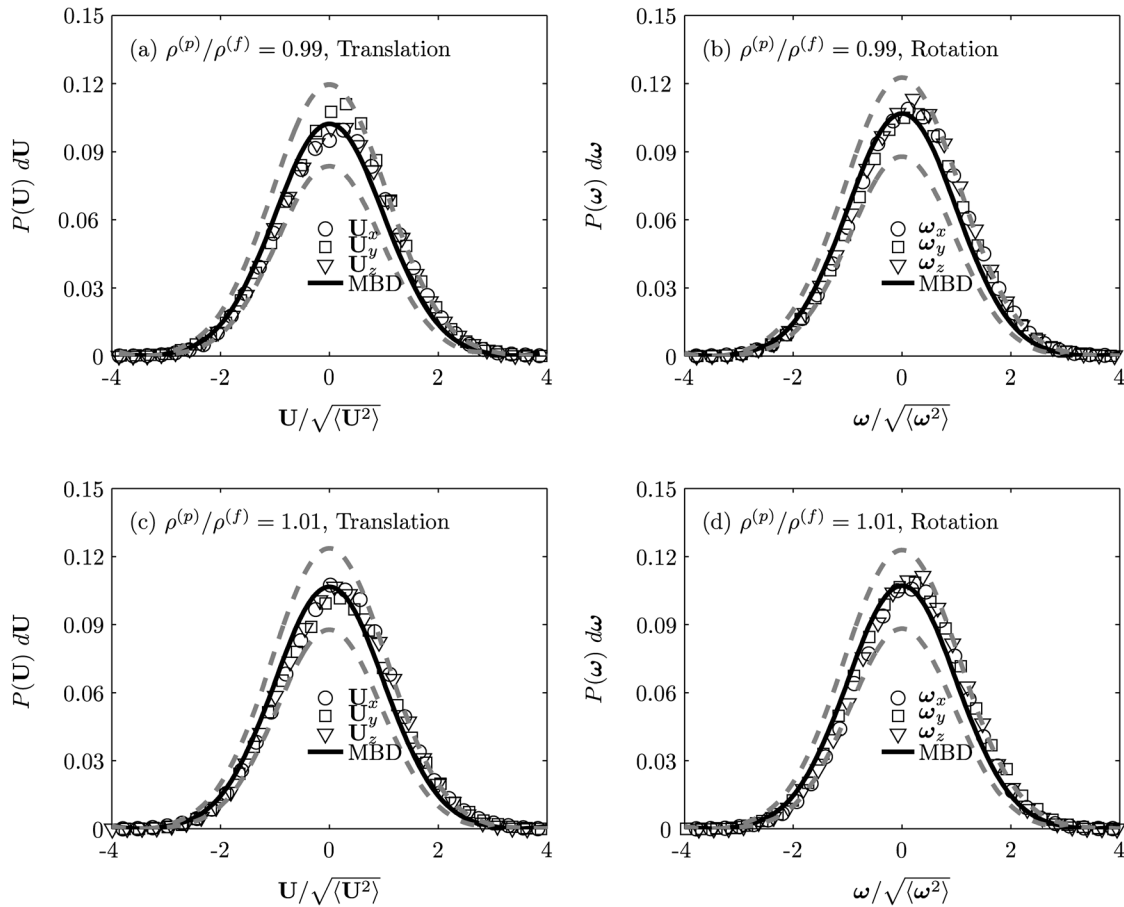 (a) ρ^(p)/ρ^(f) = 0.99, Translation
P(U) dU
0.15
0.12
0.09
0.06
0.03
0
U_x
U_y
U_z
MBD
-4 -2 0 2 4
U/√⟨U²⟩
(b) ρ^(p)/ρ^(f) = 0.99, Rotation
P(ω) dω
0.15
0.12
0.09
0.06
0.03
0
ω_x
ω_y
ω_z
MBD
-4 -2 0 2 4
ω/√⟨ω²⟩
(c) ρ^(p)/ρ^(f) = 1.01, Translation
P(U) dU
0.15
0.12
0.09
0.06
0.03
0
U_x
U_y
U_z
MBD
-4 -2 0 2 4
U/√⟨U²⟩
(d) ρ^(p)/ρ^(f) = 1.01, Rotation
P(ω) dω
0.15
0.12
0.09
0.06
0.03
0
ω_x
ω_y
ω_z
MBD
-4 -2 0 2 4
ω/√⟨ω²⟩